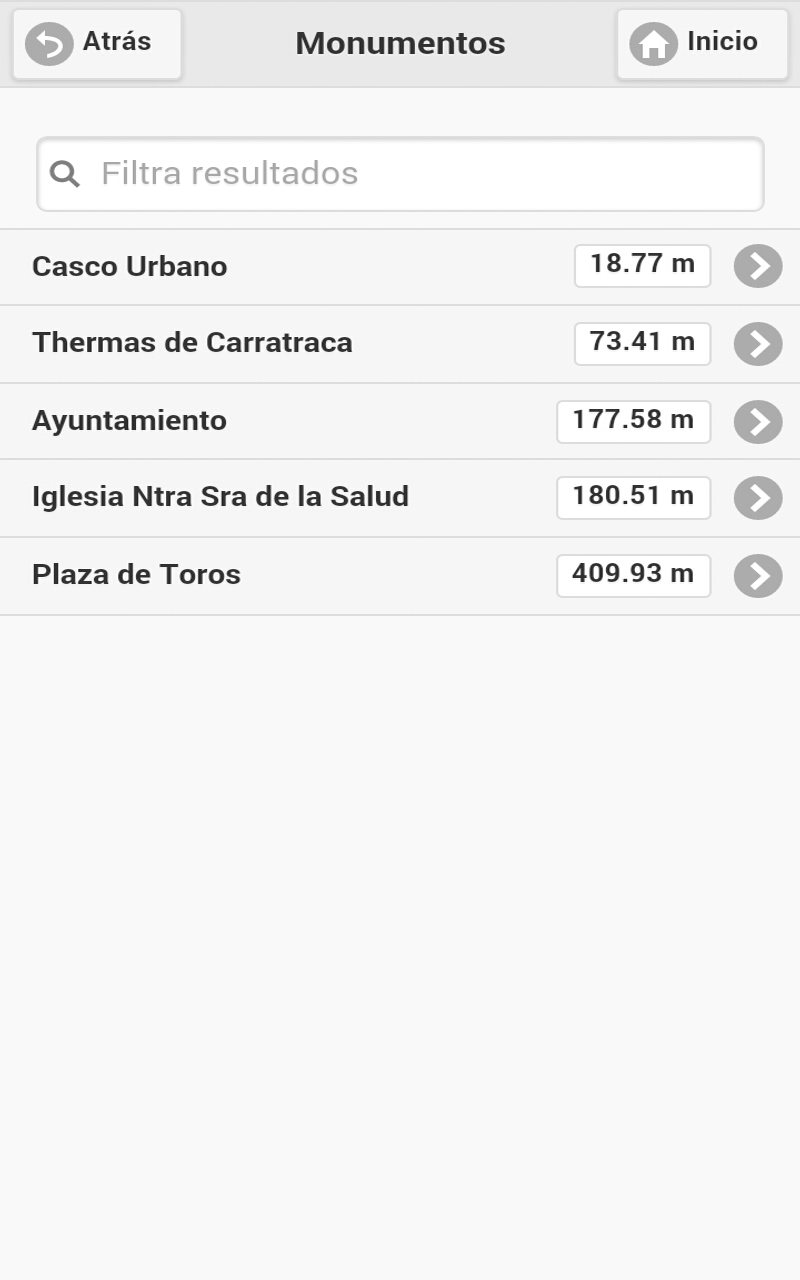 Atrás Monumentos Inicio
Filtra resultados
Casco Urbano 18.77 m
Thermas de Carratraca 73.41 m
Ayuntamiento 177.58 m
Iglesia Ntra Sra de la Salud 180.51 m
Plaza de Toros 409.93 m